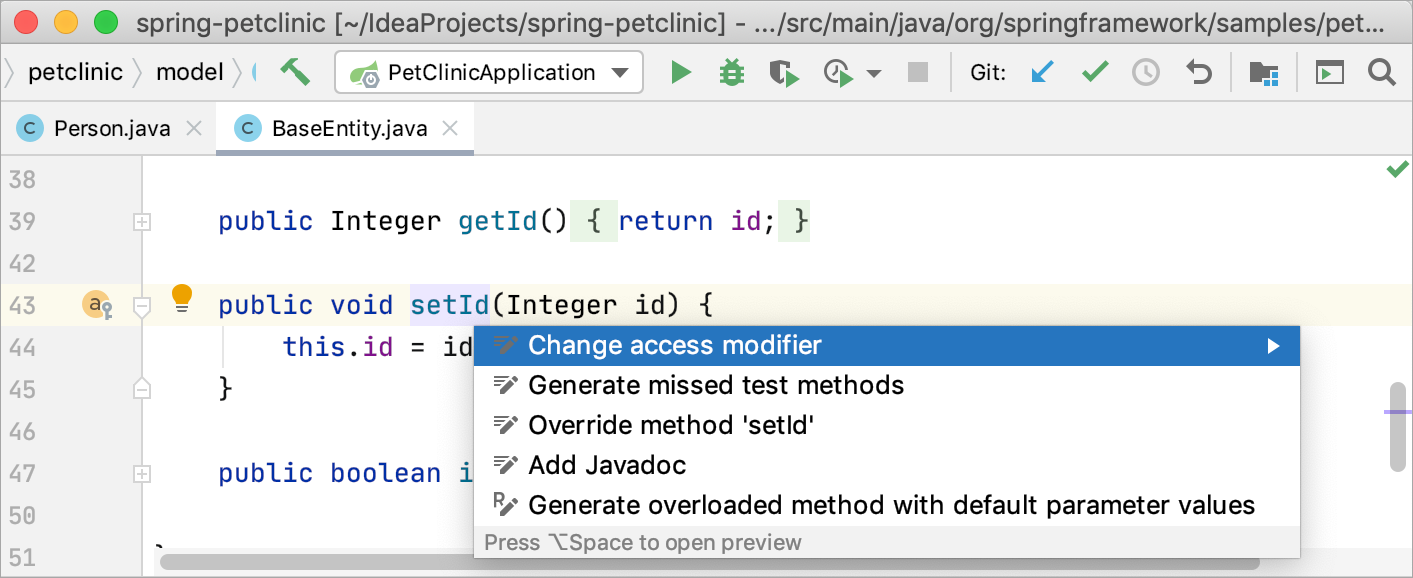 spring-petclinic [~/IdeaProjects/spring-petclinic] - .../src/main/java/org/springframework/samples/pet...
petclinic model PetClinicApplication Git:
C Person.java C BaseEntity.java
38
39 public Integer getId() { return id; }
42
43 a public void setId(Integer id) {
44 this.id = id
45 }
46
47 public boolean i
50
51 }
Change access modifier
Generate missed test methods
Override method 'setId'
Add Javadoc
R Generate overloaded method with default parameter values
Press ⌥Space to open preview